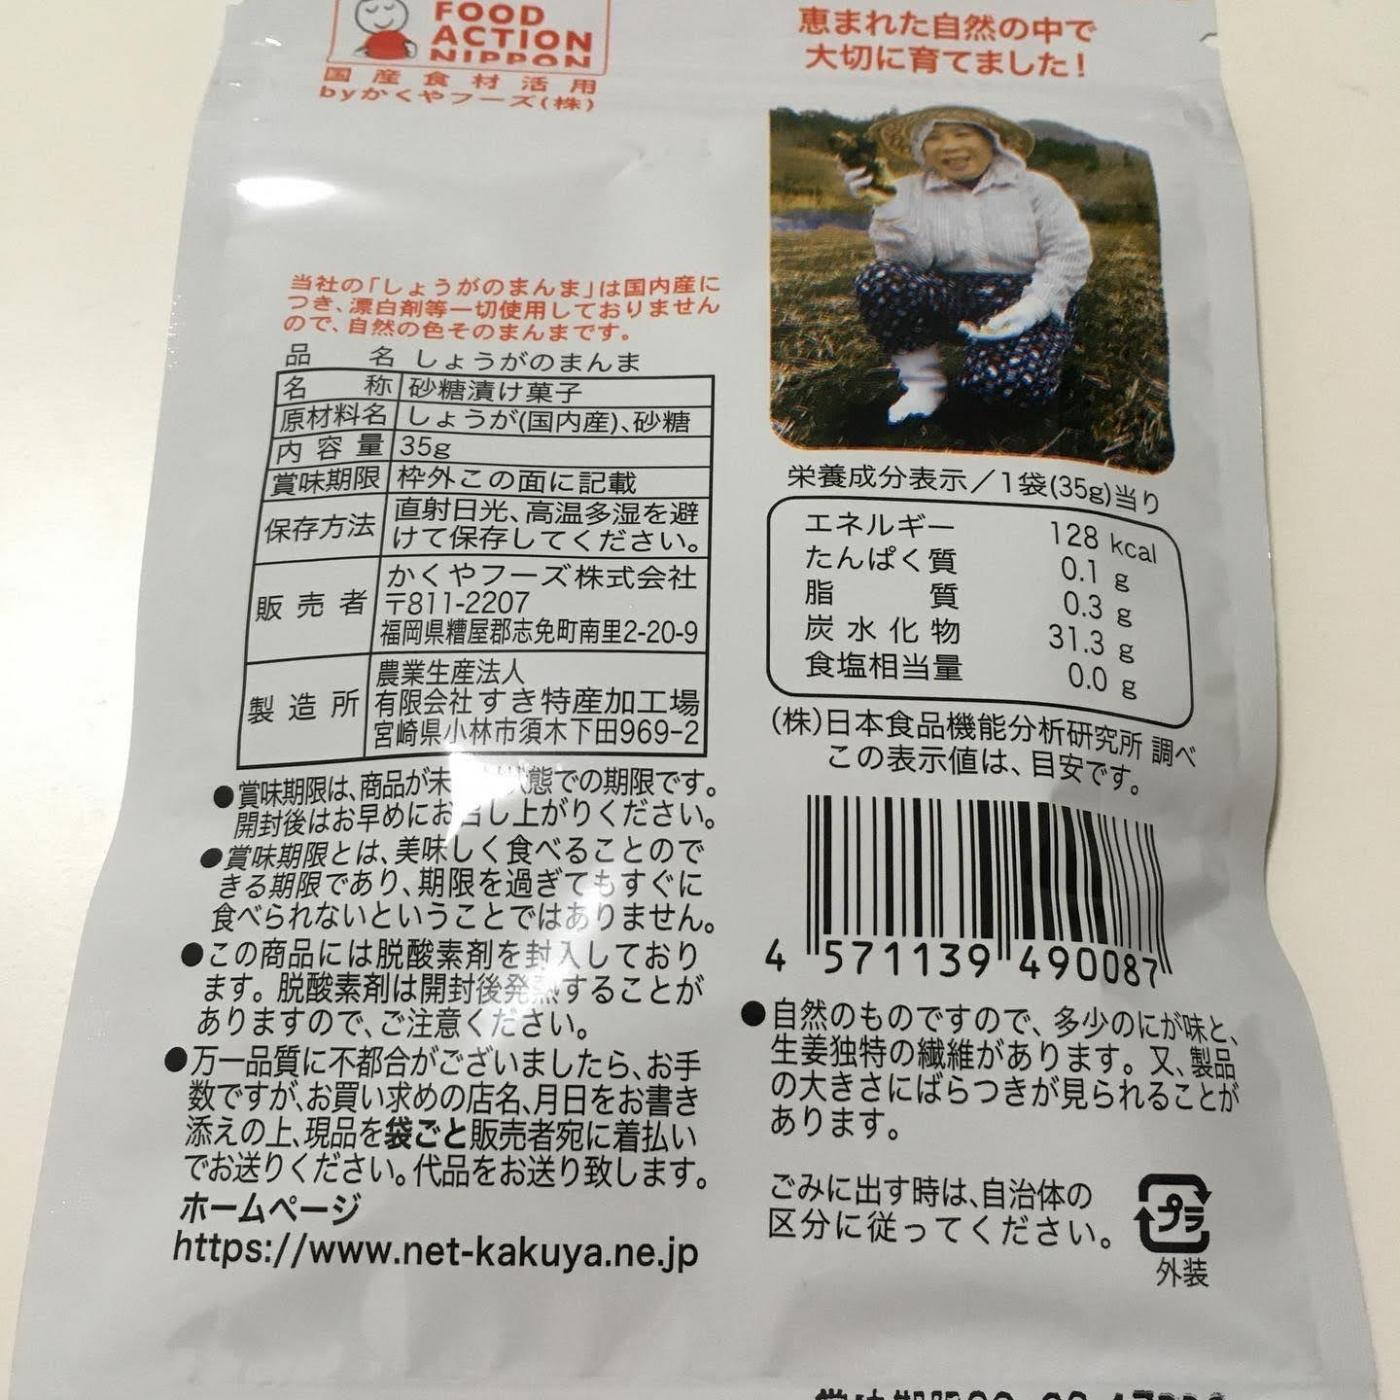 FOOD
ACTION
NIPPON
国産食材活用
byかくやフーズ(株)
当社の「しょうがのまんま」は国内産に
つき、漂白剤等一切使用しておりません
ので、自然の色そのまんまです。
品名 しょうがのまんま
名称 砂糖漬け菓子
原材料名 しょうが(国内産)、砂糖
内容量 35g
賞味期限 枠外この面に記載
保存方法 直射日光、高温多湿を避
けて保存してください。
販売者 かくやフーズ株式会社
〒811-2207
福岡県糟屋郡志免町南里2-20-9
製造所 農業生産法人
有限会社すき特産加工場
宮崎県小林市須木下田969-2
●賞味期限は、商品が未 状態での期限です。
開封後はお早めにお召し上がりください。
●賞味期限とは、美味しく食べることので
きる期限であり、期限を過ぎてもすぐに
食べられないということではありません。
●この商品には脱酸素剤を封入しており
ます。脱酸素剤は開封後発熱することが
ありますので、ご注意ください。
●万一品質に不都合がございましたら、お手
数ですが、お買い求めの店名、月日をお書き
添えの上、現品を袋ごと販売者宛に着払い
でお送りください。代品をお送り致します。
ホームページ
https://www.net-kakuya.ne.jp
恵まれた自然の中で
大切に育てました!
栄養成分表示/1袋(35g)当り
エネルギー 128 kcal
たんぱく質 0.1 g
脂質 0.3 g
炭水化物 31.3 g
食塩相当量 0.0 g
(株)日本食品機能分析研究所 調べ
この表示値は、目安です。
4 571139 490087
●自然のものですので、多少のにが味と、
生姜独特の繊維があります。又、製品
の大きさにばらつきが見られることが
あります。
ごみに出す時は、自治体の
区分に従ってください。
プラ
外装